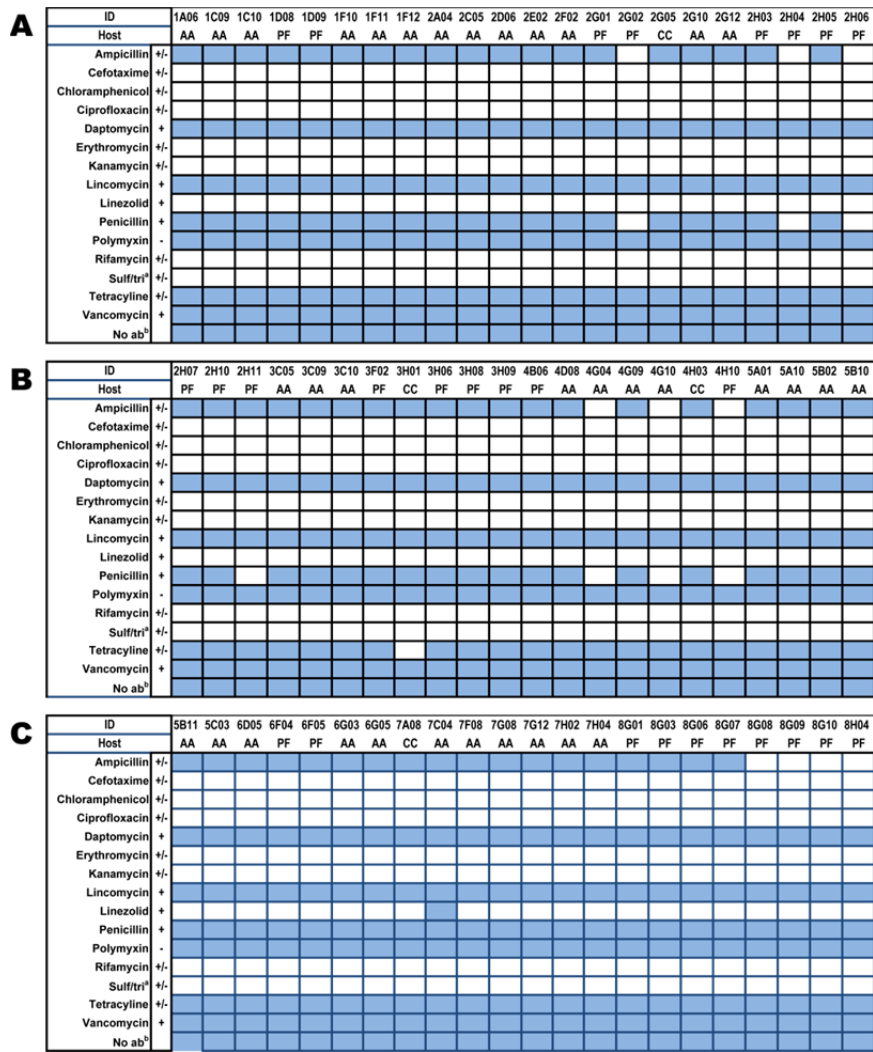 A
ID 1A06 1C09 1C10 1D08 1D09 1F10 1F11 1F12 2A04 2C05 2D06 2E02 2F02 2G01 2G02 2G05 2G10 2G12 2H03 2H04 2H05 2H06
Host AA AA AA PF PF AA AA AA AA AA AA AA AA PF PF CC AA AA PF PF PF PF
Ampicillin +/-
Cefotaxime +/-
Chloramphenicol +/-
Ciprofloxacin +/-
Daptomycin +
Erythromycin +/-
Kanamycin +/-
Lincomycin +
Linezolid +
Penicillin +
Polymyxin -
Rifamycin +/-
Sulf/triᵃ +/-
Tetracyline +/-
Vancomycin +
No abᵇ
B
ID 2H07 2H10 2H11 3C05 3C09 3C10 3F02 3H01 3H06 3H08 3H09 4B06 4D08 4G04 4G09 4G10 4H03 4H10 5A01 5A10 5B02 5B10
Host PF PF PF AA AA AA PF CC PF PF PF PF AA AA AA AA CC PF AA AA AA AA
Ampicillin +/-
Cefotaxime +/-
Chloramphenicol +/-
Ciprofloxacin +/-
Daptomycin +
Erythromycin +/-
Kanamycin +/-
Lincomycin +
Linezolid +
Penicillin +
Polymyxin -
Rifamycin +/-
Sulf/triᵃ +/-
Tetracyline +/-
Vancomycin +
No abᵇ
C
ID 5B11 5C03 6D05 6F04 6F05 6G03 6G05 7A08 7C04 7F08 7G08 7G12 7H02 7H04 8G01 8G03 8G06 8G07 8G08 8G09 8G10 8H04
Host AA AA AA PF PF AA AA CC AA AA AA AA AA AA PF PF PF PF PF PF PF PF
Ampicillin +/-
Cefotaxime +/-
Chloramphenicol +/-
Ciprofloxacin +/-
Daptomycin +
Erythromycin +/-
Kanamycin +/-
Lincomycin +
Linezolid +
Penicillin +
Polymyxin -
Rifamycin +/-
Sulf/triᵃ +/-
Tetracyline +/-
Vancomycin +
No abᵇ